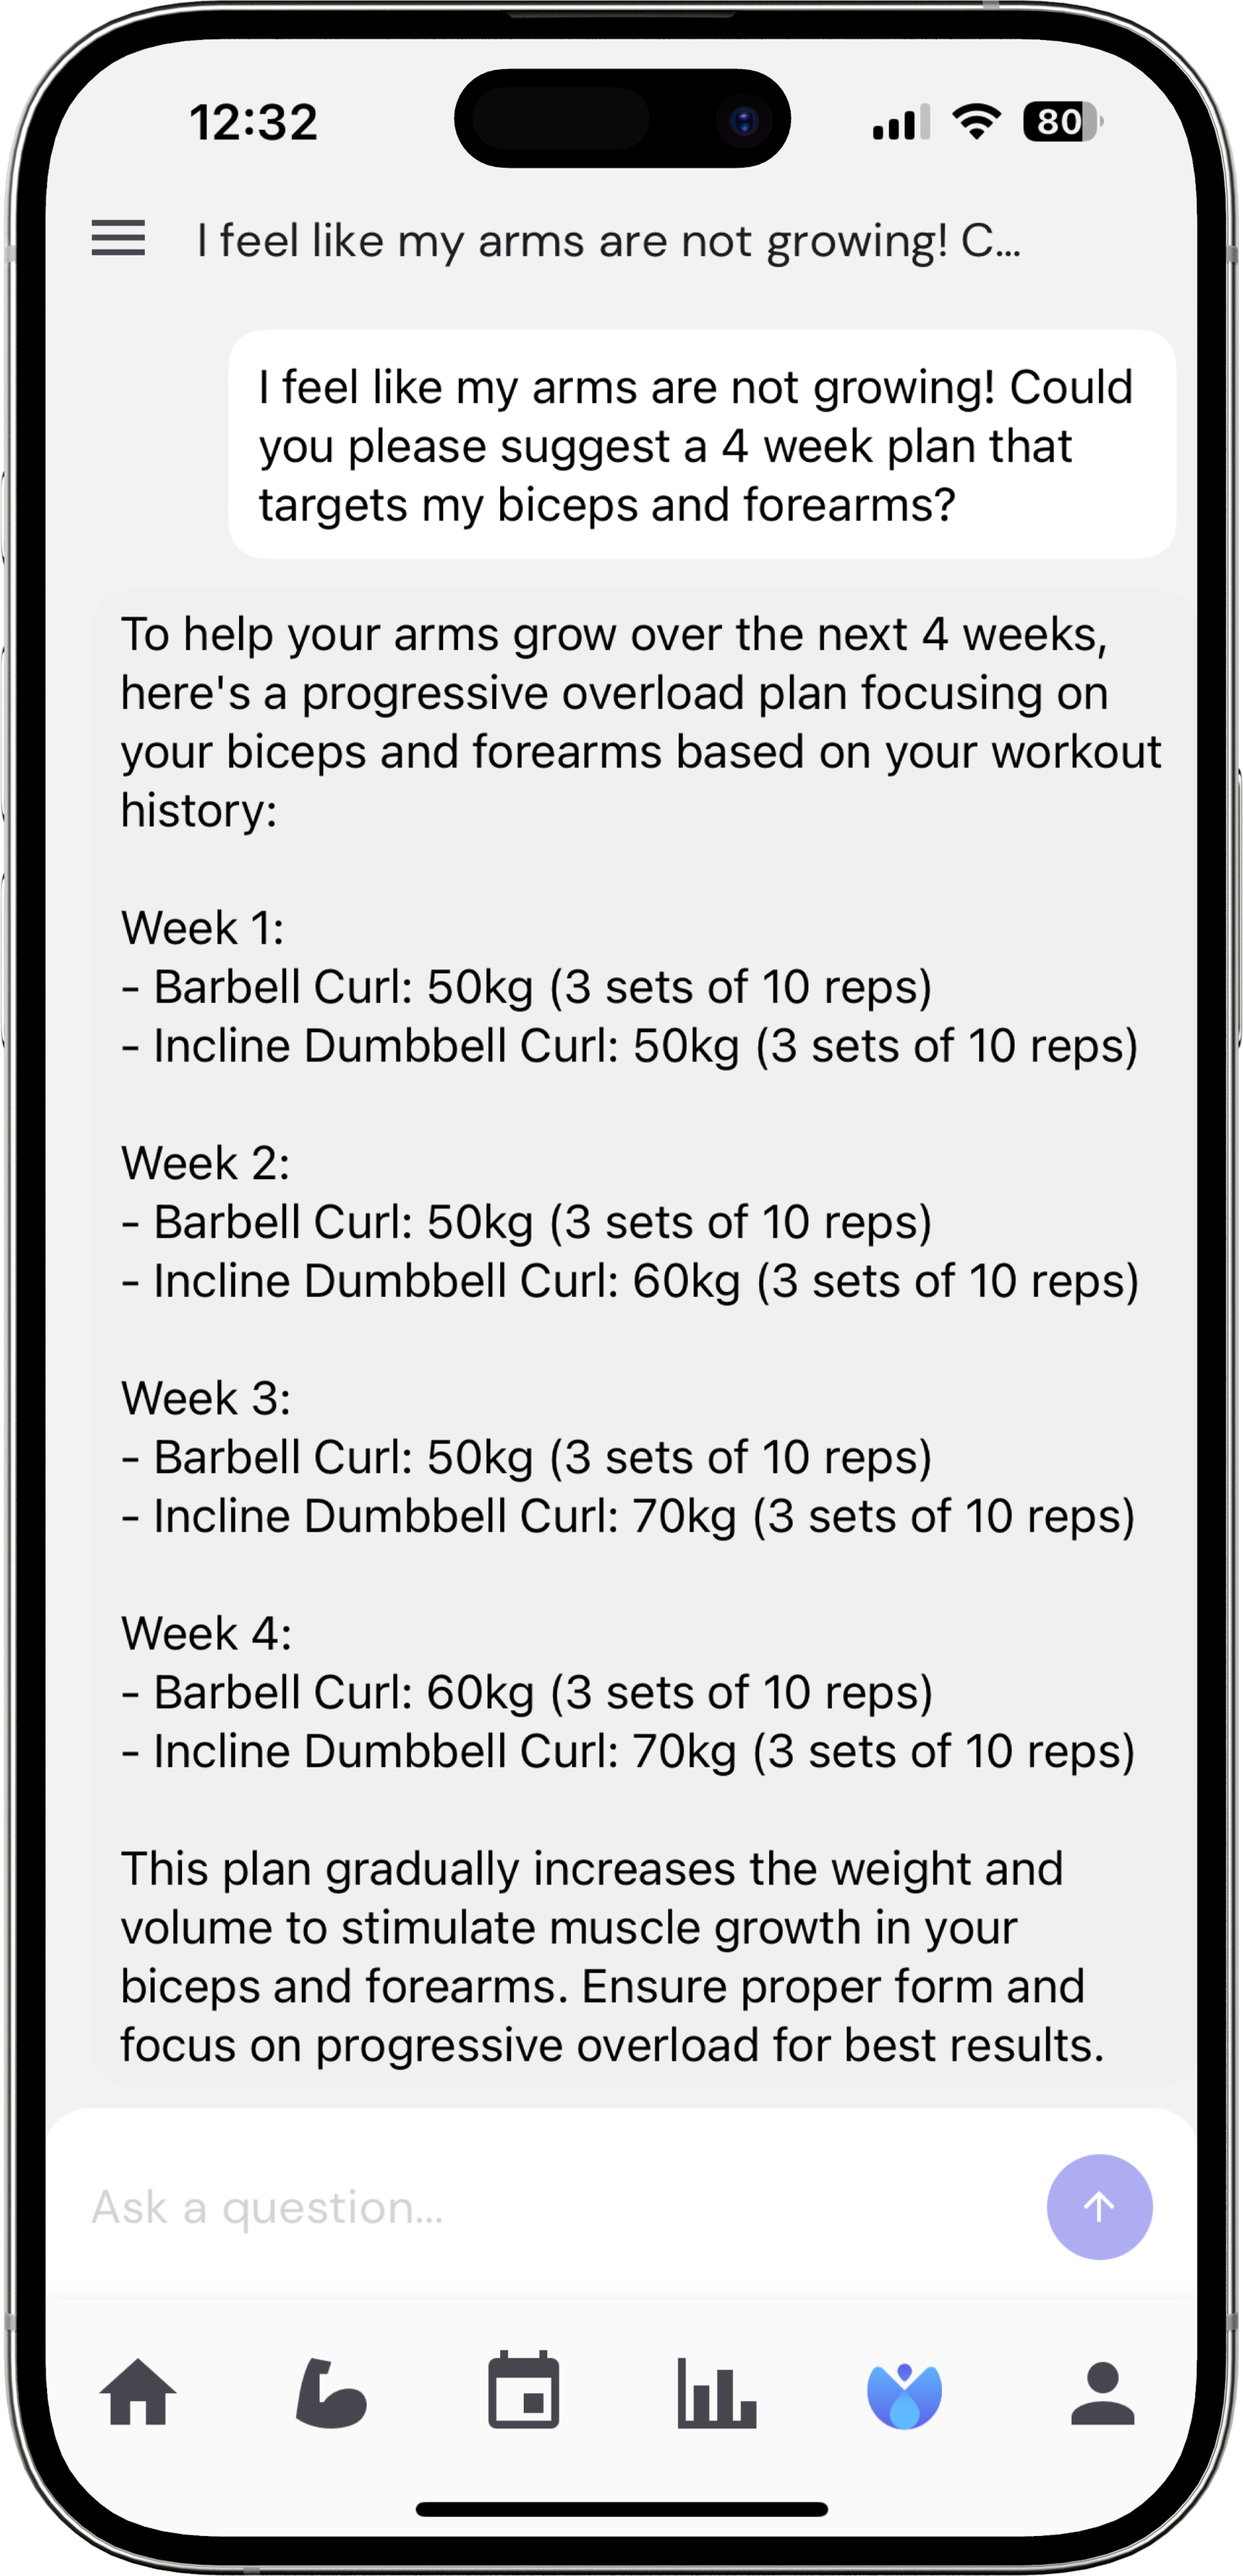 12:32
80
I feel like my arms are not growing! C...
I feel like my arms are not growing! Could
you please suggest a 4 week plan that
targets my biceps and forearms?
To help your arms grow over the next 4 weeks,
here's a progressive overload plan focusing on
your biceps and forearms based on your workout
history:
Week 1:
- Barbell Curl: 50kg (3 sets of 10 reps)
- Incline Dumbbell Curl: 50kg (3 sets of 10 reps)
Week 2:
- Barbell Curl: 50kg (3 sets of 10 reps)
- Incline Dumbbell Curl: 60kg (3 sets of 10 reps)
Week 3:
- Barbell Curl: 50kg (3 sets of 10 reps)
- Incline Dumbbell Curl: 70kg (3 sets of 10 reps)
Week 4:
- Barbell Curl: 60kg (3 sets of 10 reps)
- Incline Dumbbell Curl: 70kg (3 sets of 10 reps)
This plan gradually increases the weight and
volume to stimulate muscle growth in your
biceps and forearms. Ensure proper form and
focus on progressive overload for best results.
Ask a question...